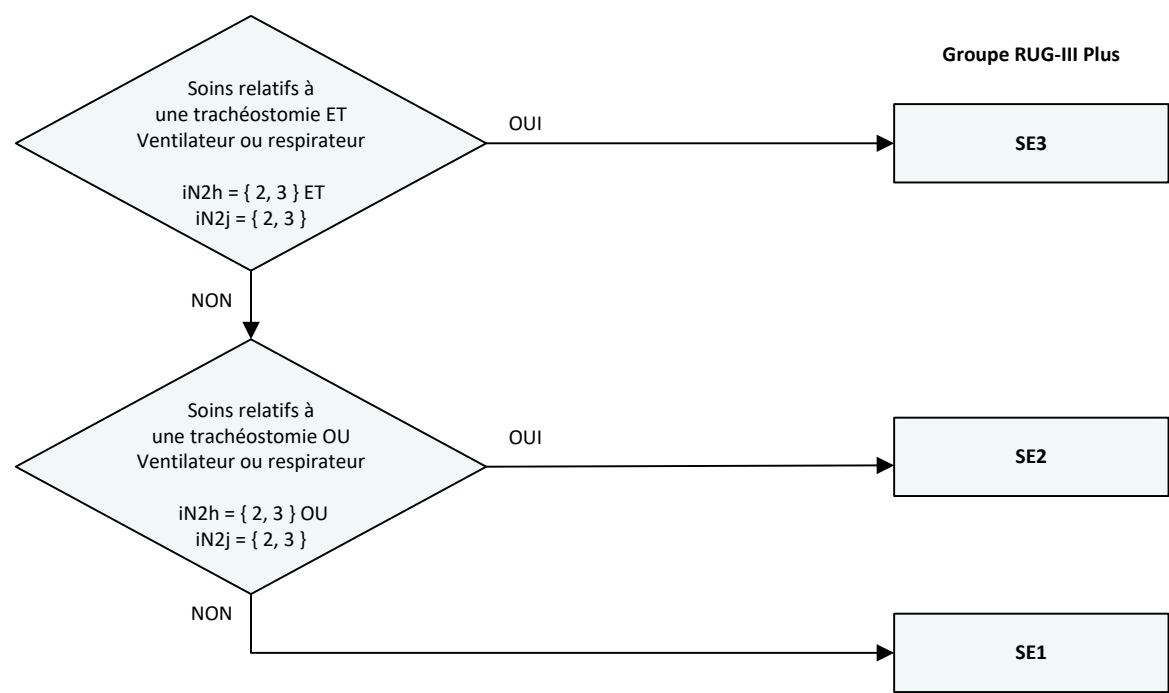 Groupe RUG-III Plus
Soins relatifs à
une trachéostomie ET
Ventilateur ou respirateur
iN2h = { 2, 3 } ET
iN2j = { 2, 3 }
OUI
SE3
NON
Soins relatifs à
une trachéostomie OU
Ventilateur ou respirateur
iN2h = { 2, 3 } OU
iN2j = { 2, 3 }
OUI
SE2
NON
SE1